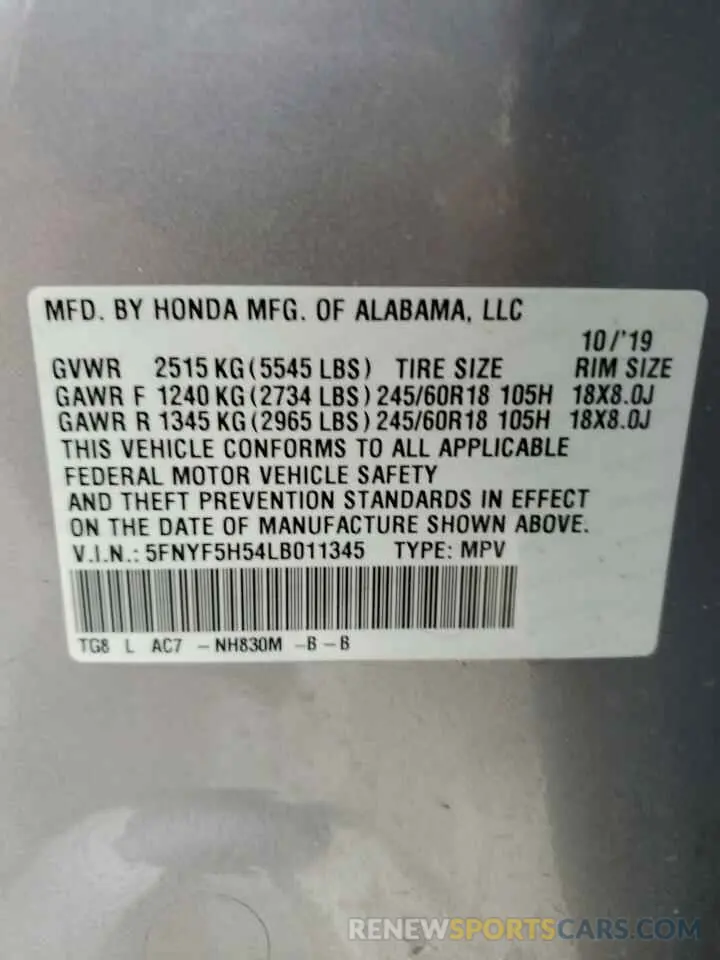 MFD. BY HONDA MFG. OF ALABAMA, LLC
10/'19
GVWR 2515 KG (5545 LBS) TIRE SIZE RIM SIZE
GAWR F 1240 KG (2734 LBS) 245/60R18 105H 18X8.0J
GAWR R 1345 KG (2965 LBS) 245/60R18 105H 18X8.0J
THIS VEHICLE CONFORMS TO ALL APPLICABLE
FEDERAL MOTOR VEHICLE SAFETY
AND THEFT PREVENTION STANDARDS IN EFFECT
ON THE DATE OF MANUFACTURE SHOWN ABOVE.
V.I.N.: 5FNYF5H54LB011345 TYPE: MPV
TG8 L AC7 -NH830M -B-B
RENEWSPORTSCARS.COM